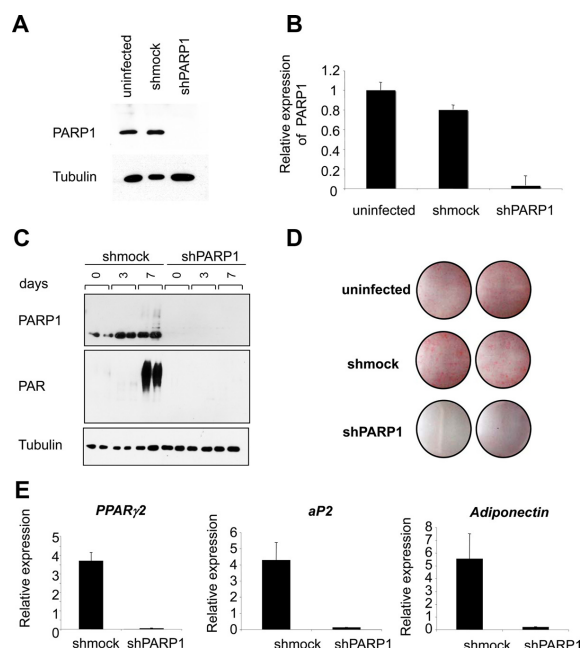 A
uninfected
shmock
shPARP1
PARP1
Tubulin
B
Relative expression
of PARP1
1.2
1
0.8
0.6
0.4
0.2
0
uninfected shmock shPARP1
C
shmock shPARP1
days 0 3 7 0 3 7
PARP1
PAR
Tubulin
D
uninfected
shmock
shPARP1
E
PPARγ2
Relative expression
5
4
3
2
1
0
shmock shPARP1
aP2
Relative expression
6
5
4
3
2
1
0
shmock shPARP1
Adiponectin
Relative expression
8
7
6
5
4
3
2
1
0
shmock shPARP1